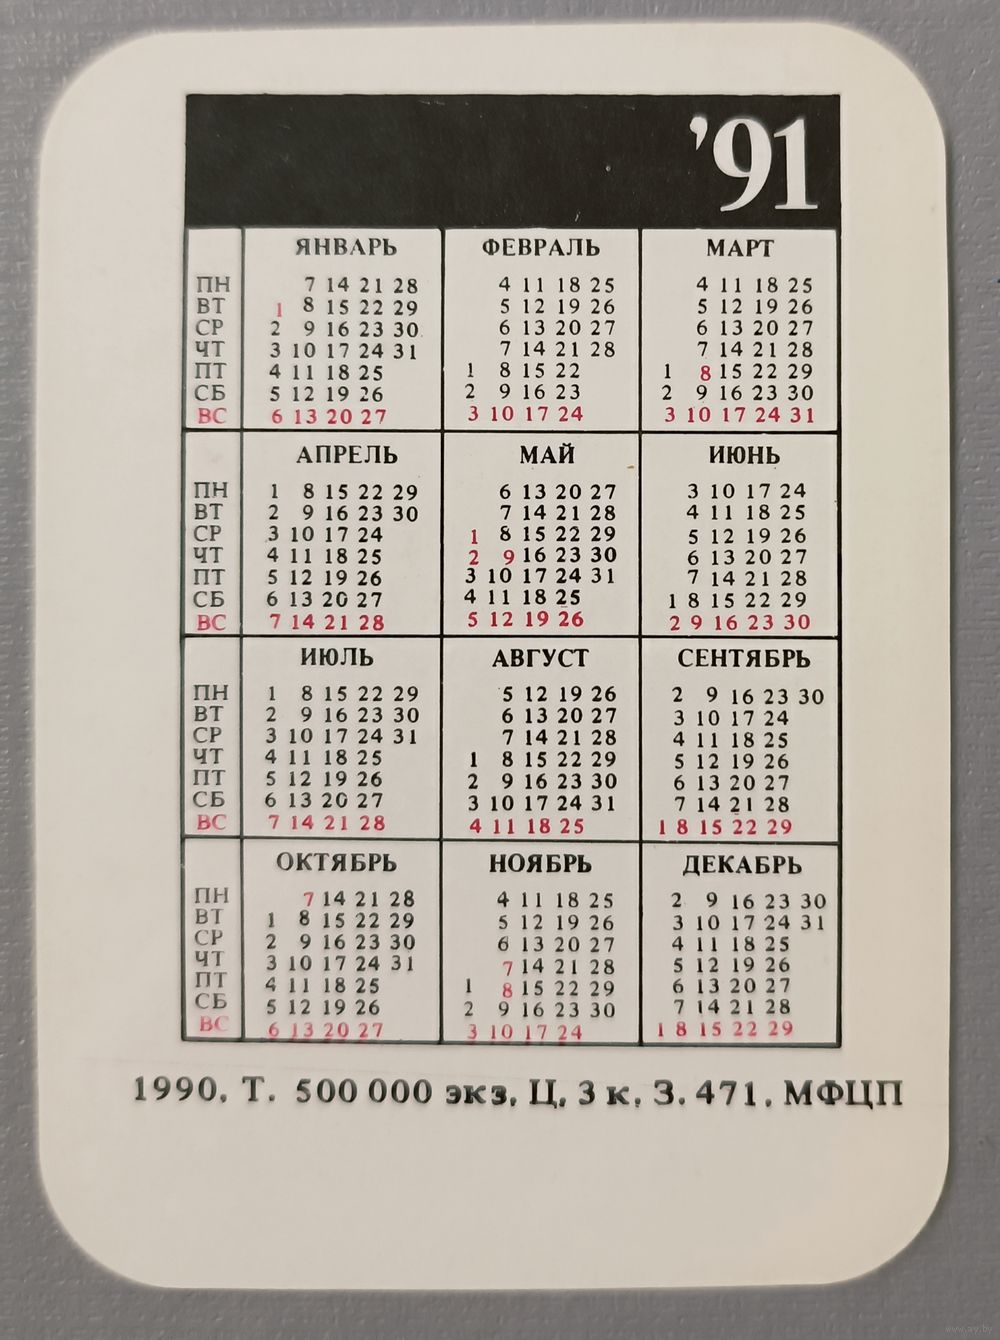 '91
ЯНВАРЬ ФЕВРАЛЬ МАРТ
ПН 7 14 21 28 4 11 18 25 4 11 18 25
ВТ 1 8 15 22 29 5 12 19 26 5 12 19 26
СР 2 9 16 23 30 6 13 20 27 6 13 20 27
ЧТ 3 10 17 24 31 7 14 21 28 7 14 21 28
ПТ 4 11 18 25 1 8 15 22 1 8 15 22 29
СБ 5 12 19 26 2 9 16 23 2 9 16 23 30
ВС 6 13 20 27 3 10 17 24 3 10 17 24 31
АПРЕЛЬ МАЙ ИЮНЬ
ПН 1 8 15 22 29 6 13 20 27 3 10 17 24
ВТ 2 9 16 23 30 7 14 21 28 4 11 18 25
СР 3 10 17 24 1 8 15 22 29 5 12 19 26
ЧТ 4 11 18 25 2 9 16 23 30 6 13 20 27
ПТ 5 12 19 26 3 10 17 24 31 7 14 21 28
СБ 6 13 20 27 4 11 18 25 1 8 15 22 29
ВС 7 14 21 28 5 12 19 26 2 9 16 23 30
ИЮЛЬ АВГУСТ СЕНТЯБРЬ
ПН 1 8 15 22 29 5 12 19 26 2 9 16 23 30
ВТ 2 9 16 23 30 6 13 20 27 3 10 17 24
СР 3 10 17 24 31 7 14 21 28 4 11 18 25
ЧТ 4 11 18 25 1 8 15 22 29 5 12 19 26
ПТ 5 12 19 26 2 9 16 23 30 6 13 20 27
СБ 6 13 20 27 3 10 17 24 31 7 14 21 28
ВС 7 14 21 28 4 11 18 25 1 8 15 22 29
ОКТЯБРЬ НОЯБРЬ ДЕКАБРЬ
ПН 7 14 21 28 4 11 18 25 2 9 16 23 30
ВТ 1 8 15 22 29 5 12 19 26 3 10 17 24 31
СР 2 9 16 23 30 6 13 20 27 4 11 18 25
ЧТ 3 10 17 24 31 7 14 21 28 5 12 19 26
ПТ 4 11 18 25 1 8 15 22 29 6 13 20 27
СБ 5 12 19 26 2 9 16 23 30 7 14 21 28
ВС 6 13 20 27 3 10 17 24 1 8 15 22 29
1990. Т. 500 000 экз. Ц. 3 к. З. 471. МФЦП
www.ay.by